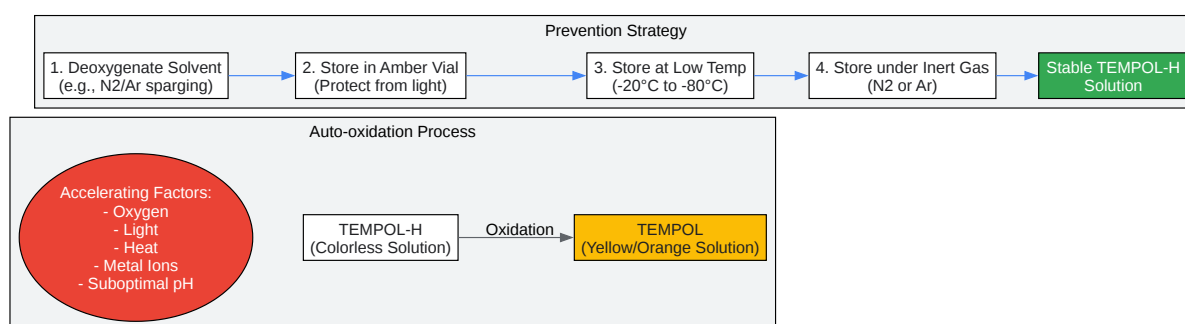 Prevention Strategy
1. Deoxygenate Solvent
(e.g., N2/Ar sparging)
2. Store in Amber Vial
(Protect from light)
3. Store at Low Temp
(-20°C to -80°C)
4. Store under Inert Gas
(N2 or Ar)
Stable TEMPOL-H
Solution
Auto-oxidation Process
Accelerating Factors:
- Oxygen
- Light
- Heat
- Metal Ions
- Suboptimal pH
TEMPOL-H
(Colorless Solution)
Oxidation
TEMPOL
(Yellow/Orange Solution)